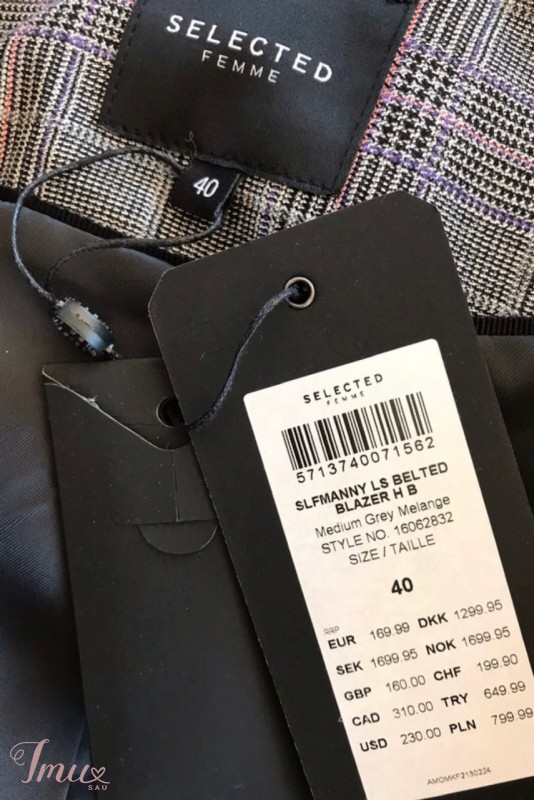 SELECTED
FEMME
40
SELECTED
FEMME
5713740071562
SLFMANNY LS BELTED
BLAZER H B
Medium Grey Melange
STYLE NO. 16062832
SIZE / TAILLE
40
RRP
EUR 169.99 DKK 1299.95
SEK 1699.95 NOK 1699.95
GBP 160.00 CHF 199.90
CAD 310.00 TRY 649.99
USD 230.00 PLN 799.99
AMOMKF2130224
Imu
SAU